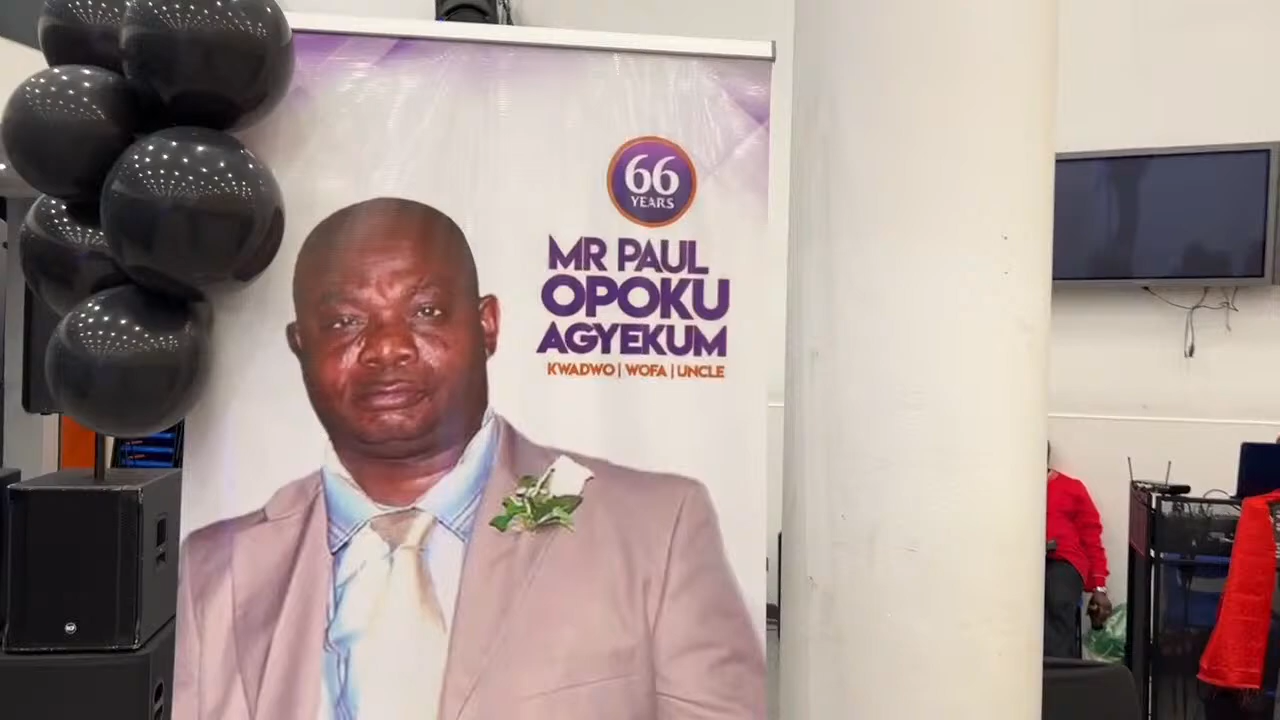 66
YEARS
MR PAUL
OPOKU
AGYEKUM
KWADWO | WOFA | UNCLE